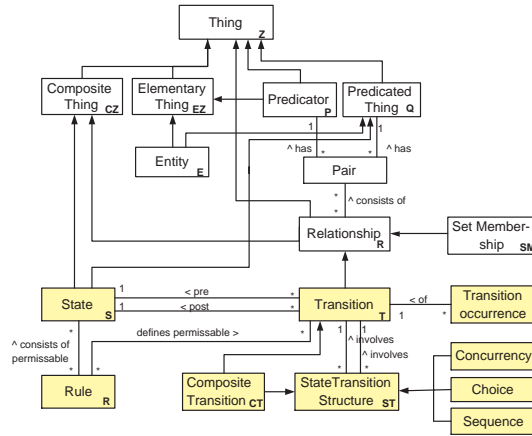 Thing
Z
Composite
Thing
CZ
Elementary
Thing
EZ
Predicator
P
Predicated
Thing
Q
Entity
E
1
1
^ has
*
*
^ has
Pair
*
^ consists of
*
Relationship
R
Set Member-
ship
SM
State
S
1
< pre
*
1
< post
*
Transition
T
< of
1
*
Transition
occurrence
*
^ consists of
permissable
*
defines permissable >
*
*
1
1
^ involves
^ involves
*
*
Rule
R
Composite
Transition
CT
StateTransition
Structure
ST
Concurrency
Choice
Sequence